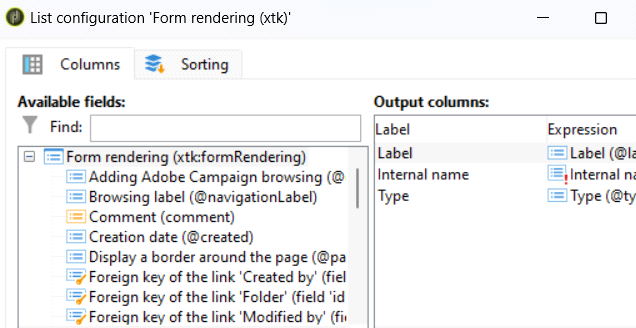 List configuration 'Form rendering (xtk)'
Columns
Sorting
Available fields:
Find:
Form rendering (xtk:formRendering)
Adding Adobe Campaign browsing (@
Browsing label (@navigationLabel)
Comment (comment)
Creation date (@created)
Display a border around the page (@pa
Foreign key of the link 'Created by' (fiel
Foreign key of the link 'Folder' (field 'id
Foreign key of the link 'Modified by' (fi
Output columns:
Label Expression
Label Label (@la
Internal name Internal na
Type Type (@ty